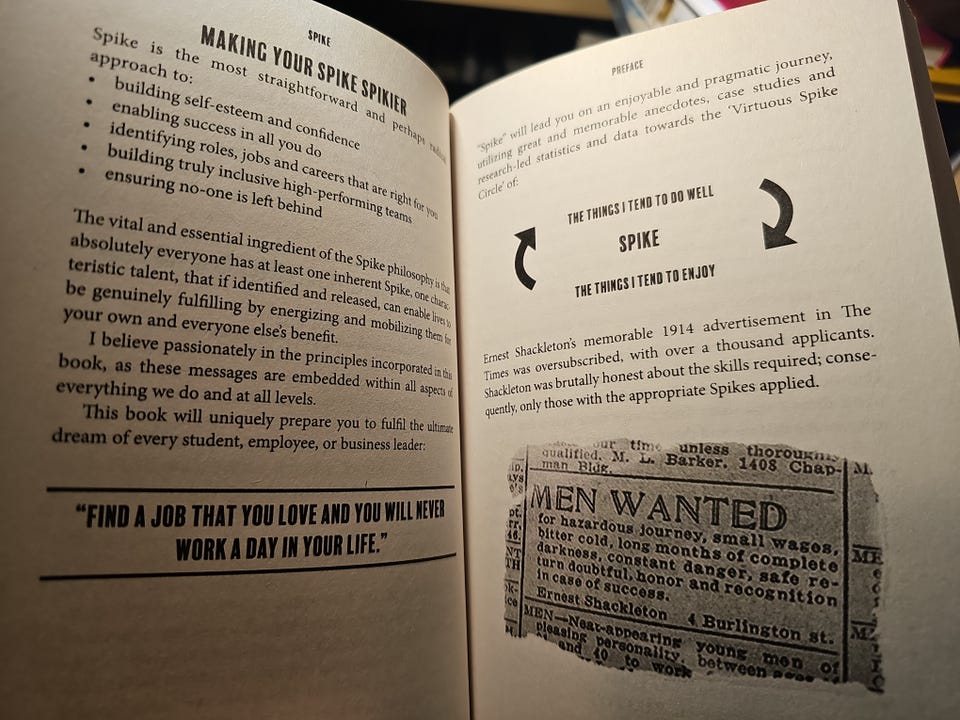 SPIKE
MAKING YOUR SPIKE SPIKIER
Spike is the most straightforward and perhaps radical
approach to:
• building self-esteem and confidence
• enabling success in all you do
• identifying roles, jobs and careers that are right for you
• building truly inclusive high-performing teams
• ensuring no-one is left behind
The vital and essential ingredient of the Spike philosophy is that
absolutely everyone has at least one inherent Spike, one charac-
teristic talent, that if identified and released, can enable lives to
be genuinely fulfilling by energizing and mobilizing them for
your own and everyone else's benefit.
I believe passionately in the principles incorporated in this
book, as these messages are embedded within all aspects of
everything we do and at all levels.
This book will uniquely prepare you to fulfil the ultimate
dream of every student, employee, or business leader:
"FIND A JOB THAT YOU LOVE AND YOU WILL NEVER
WORK A DAY IN YOUR LIFE."
PREFACE
"Spike" will lead you on an enjoyable and pragmatic journey,
utilizing great and memorable anecdotes, case studies and
research-led statistics and data towards the 'Virtuous Spike
Circle' of:
THE THINGS I TEND TO DO WELL
SPIKE
THE THINGS I TEND TO ENJOY
Ernest Shackleton's memorable 1914 advertisement in The
Times was oversubscribed, with over a thousand applicants.
Shackleton was brutally honest about the skills required; conse-
quently, only those with the appropriate Spikes applied.
our time unless thoroughly
qualified. M. L. Barker. 1408 Chap-
man Bldg.
MEN WANTED
for hazardous journey, small wages,
bitter cold, long months of complete
darkness, constant danger, safe re-
turn doubtful, honor and recognition
in case of success.
Ernest Shackleton 4 Burlington st.
MEN—Neat-appearing young men of
pleasing personality, between ages
and 40 to work